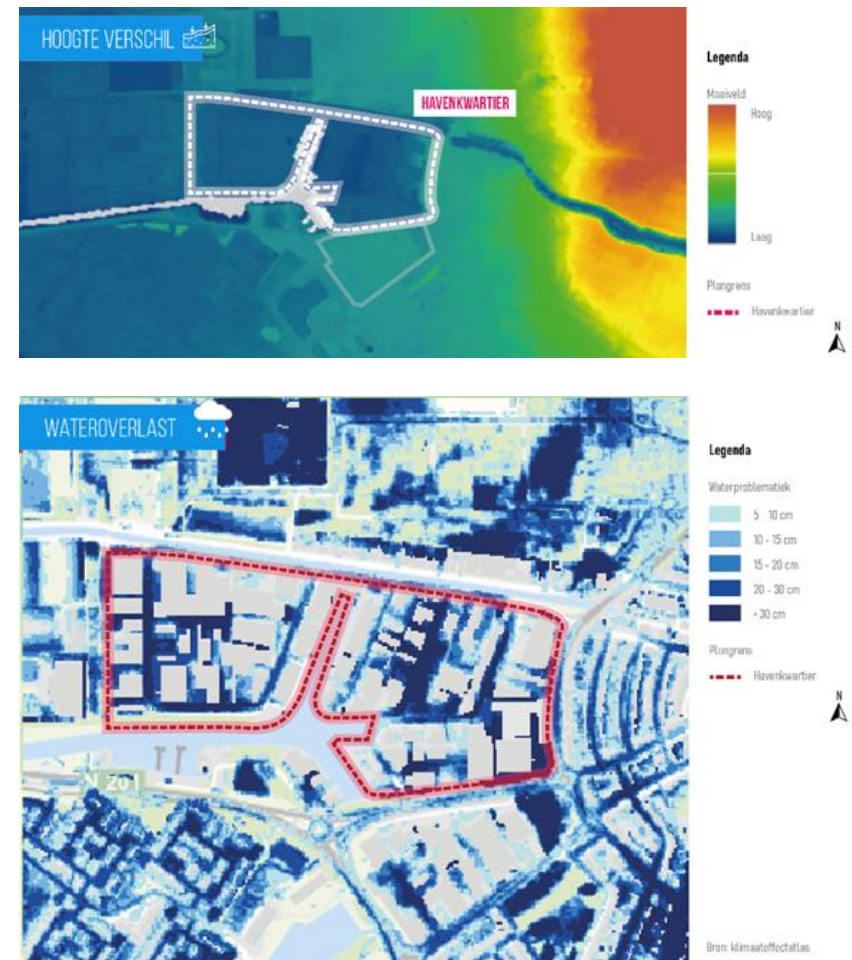 HOOGTE VERSCHIL
HAVENKWARTIER
Legenda
Maaiveld
Hoog
Laag
Plangrens
Havenkwartier
N
WATEROVERLAST
N 201
Legenda
Waterproblematiek
5 - 10 cm
10 - 15 cm
15 - 20 cm
20 - 30 cm
> 30 cm
Plangrens
Havenkwartier
N
Bron: klimaateffectatlas